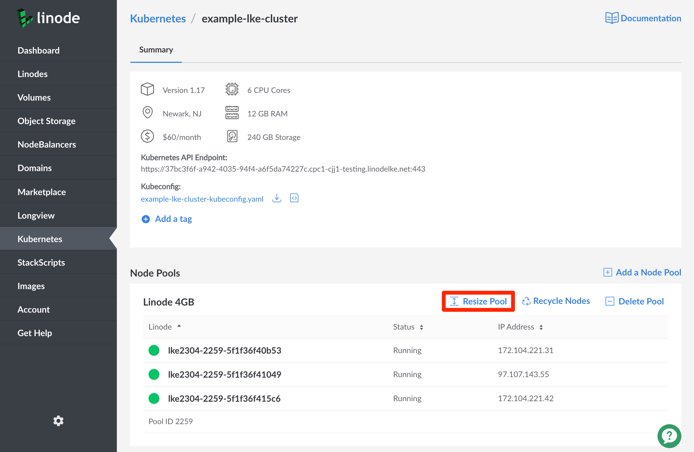 linode
Kubernetes / example-lke-cluster
Documentation
Dashboard
Linodes
Volumes
Object Storage
NodeBalancers
Domains
Marketplace
Longview
Kubernetes
StackScripts
Images
Account
Get Help
Summary
Version 1.17
6 CPU Cores
Newark, NJ
12 GB RAM
$60/month
240 GB Storage
Kubernetes API Endpoint:
https://37bc3f6f-a942-4035-94f4-a6f5da74227c.cpc1-cjj1-testing.linodelke.net:443
Kubeconfig:
example-lke-cluster-kubeconfig.yaml
Add a tag
Node Pools
Add a Node Pool
Linode 4GB
Resize Pool
Recycle Nodes
Delete Pool
Linode
Status
IP Address
lke2304-2259-5f1f36f40b53
Running
172.104.221.31
lke2304-2259-5f1f36f41049
Running
97.107.143.55
lke2304-2259-5f1f36f415c6
Running
172.104.221.42
Pool ID 2259